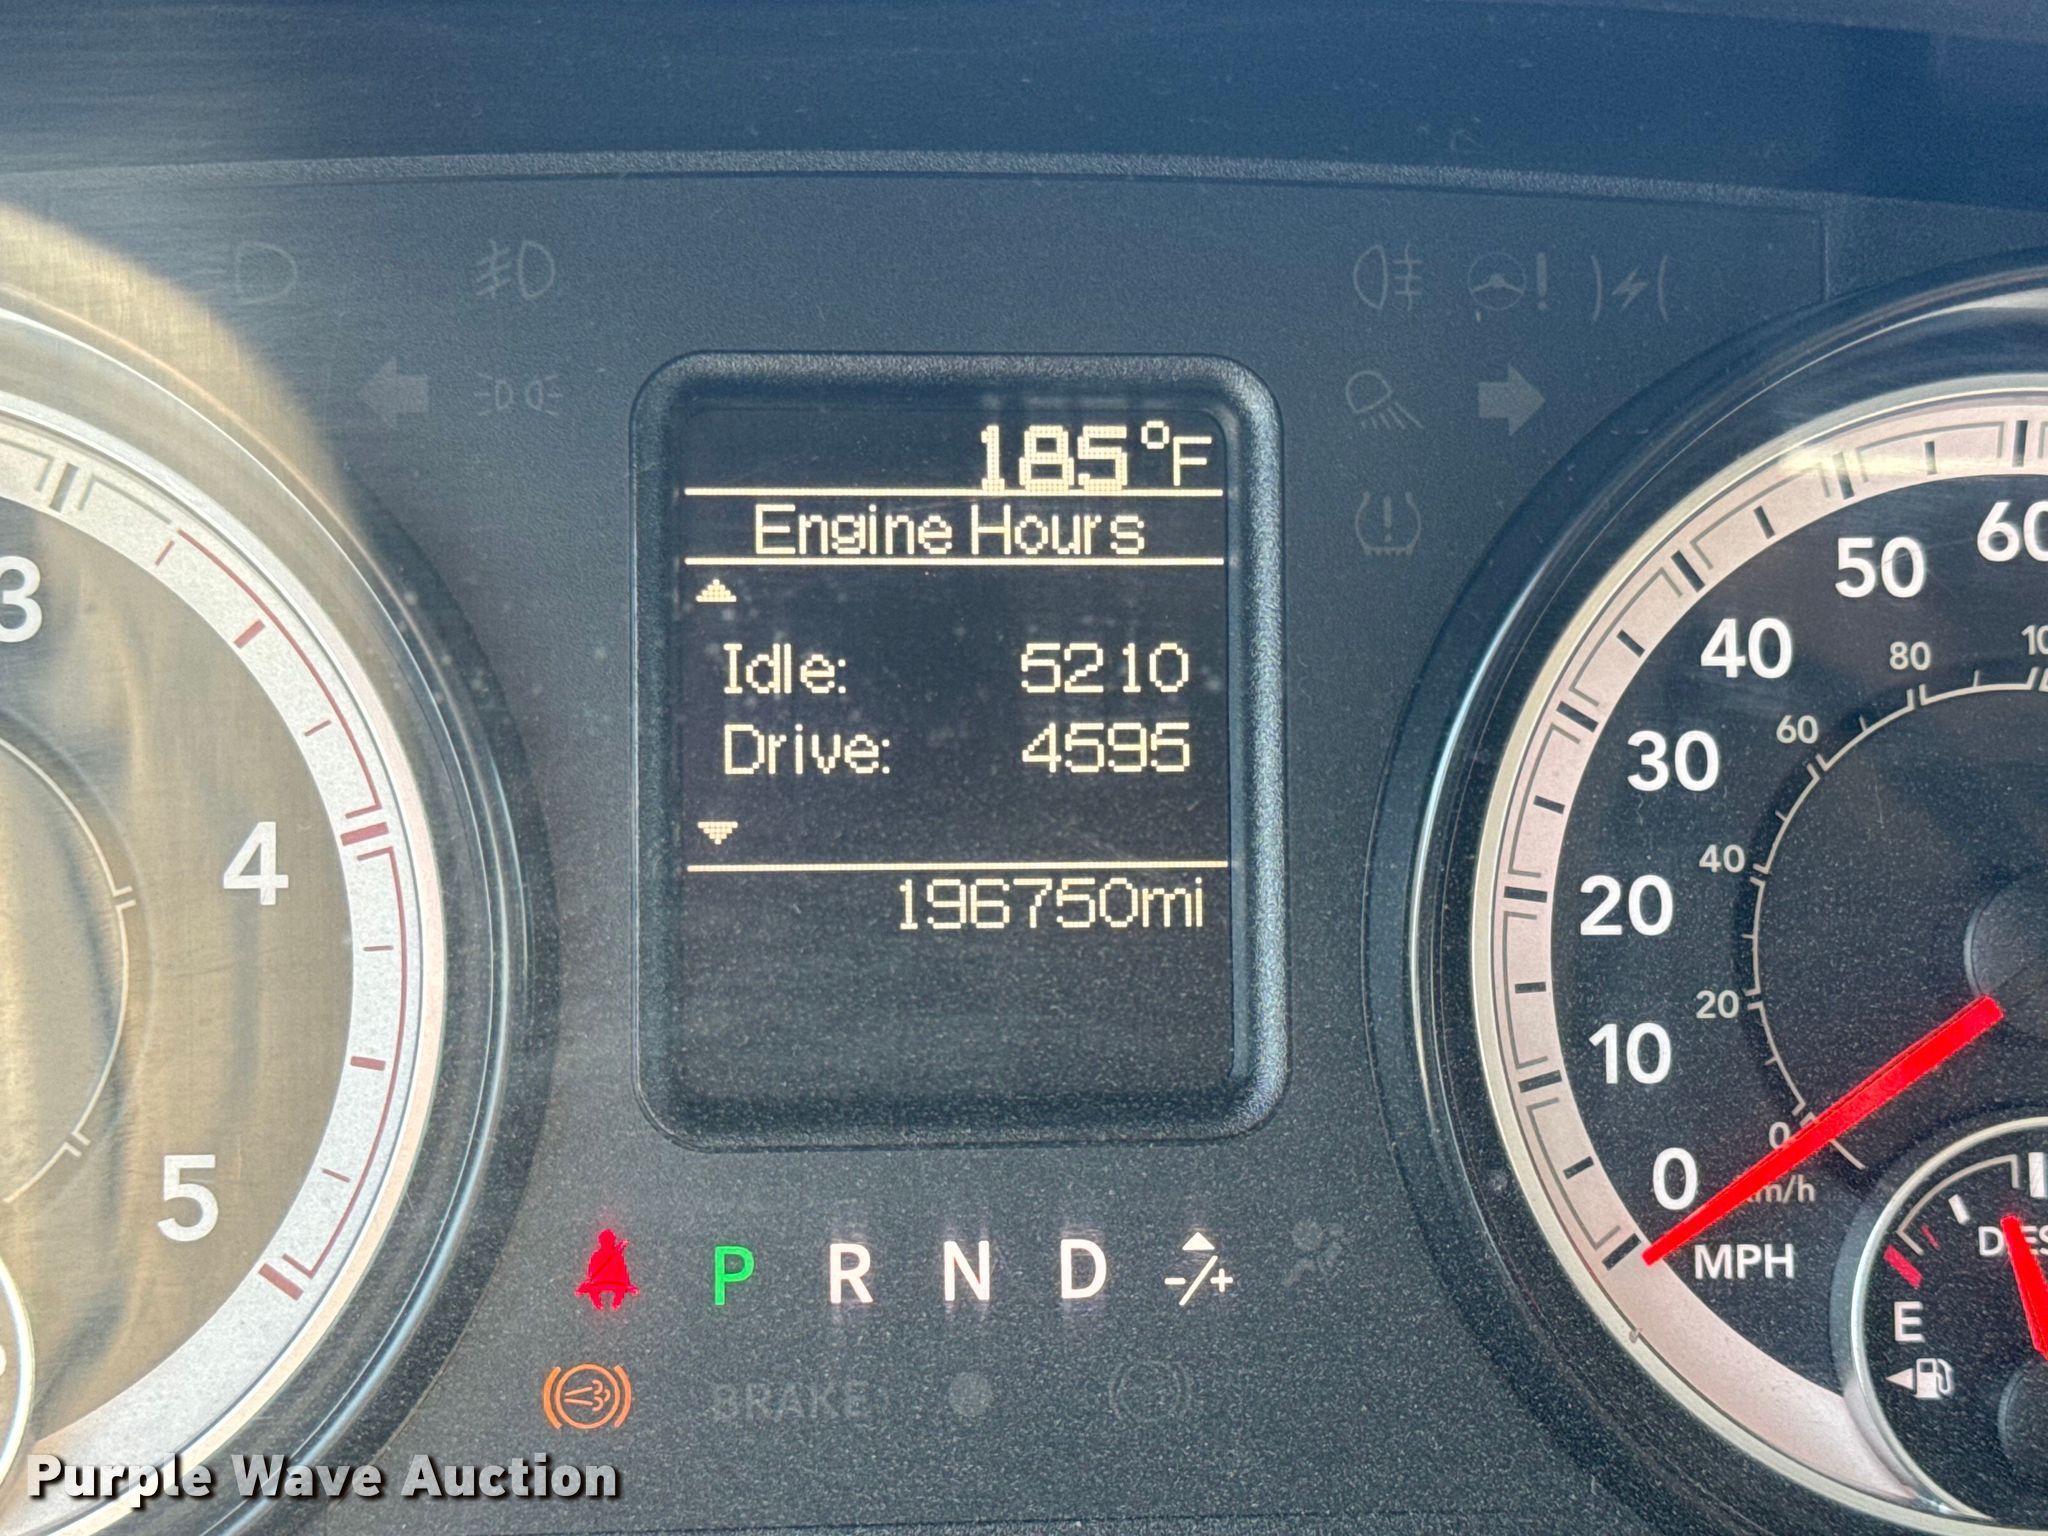 185°F
Engine Hours
Idle: 5210
Drive: 4595
196750mi
3
4
5
60
50
40
30
20
10
0
MPH
80
60
40
20
0
km/h
P R N D -/+
BRAKE
E
Purple Wave Auction